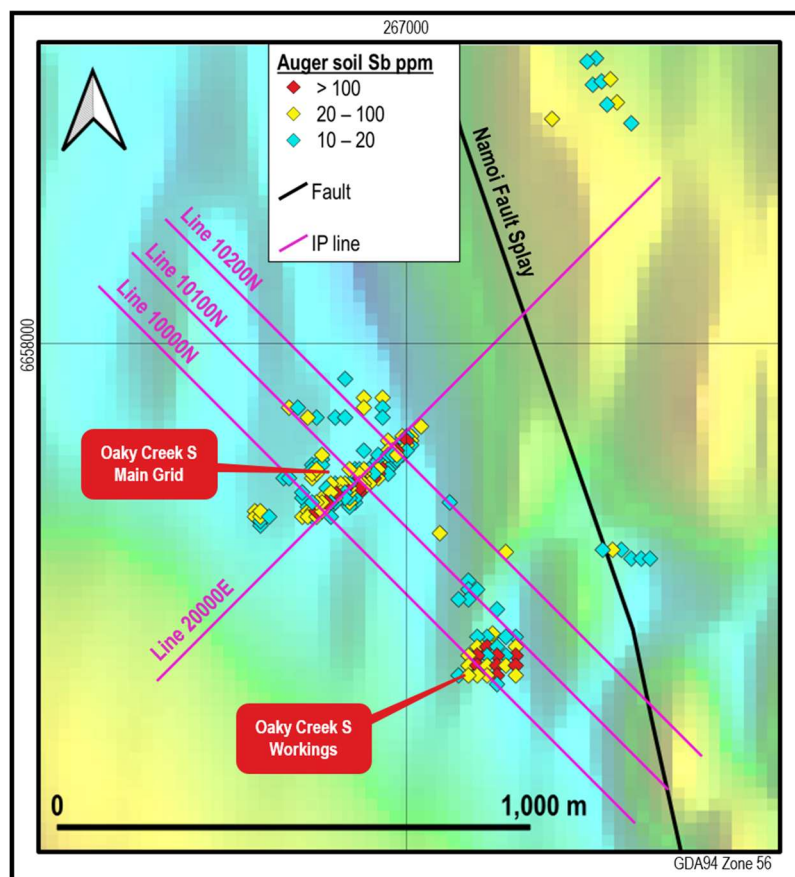 267000
Auger soil Sb ppm
> 100
20 – 100
10 – 20
Fault
IP line
Namoi Fault Splay
Line 10200N
Line 10100N
Line 10000N
6658000
Oaky Creek S
Main Grid
Line 20000E
Oaky Creek S
Workings
0
1,000 m
GDA94 Zone 56